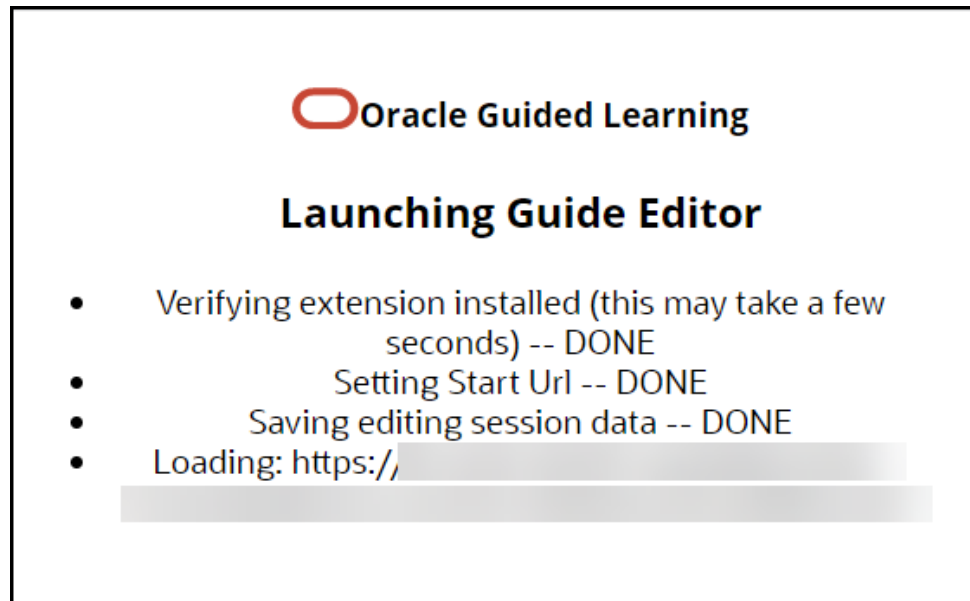 Oracle Guided Learning
Launching Guide Editor
• Verifying extension installed (this may take a few
seconds) -- DONE
• Setting Start Url -- DONE
• Saving editing session data -- DONE
• Loading: https://